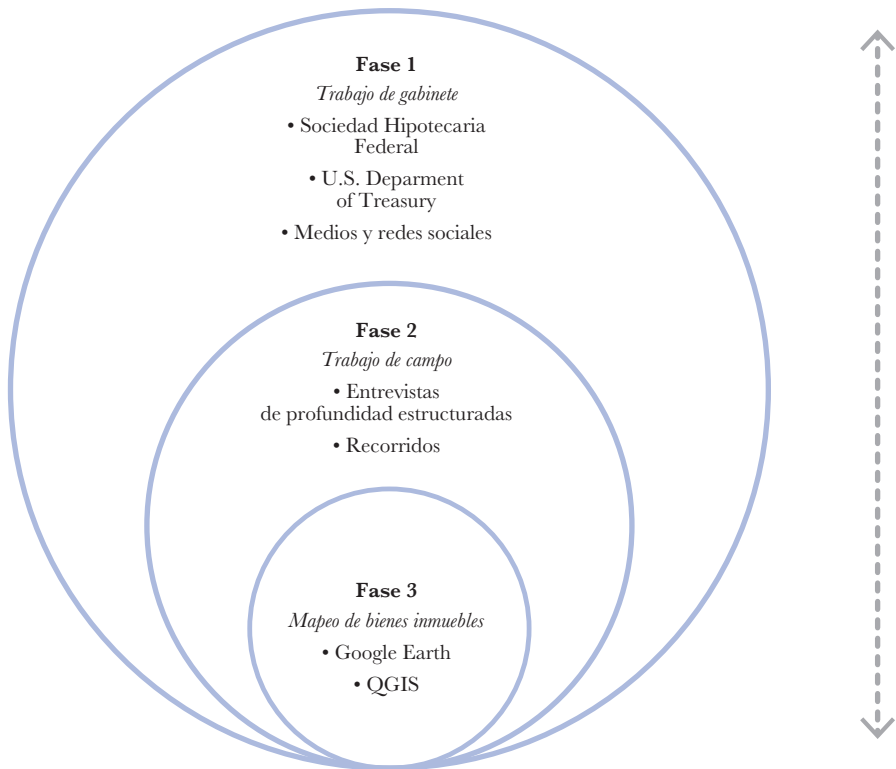 Fase 1
Trabajo de gabinete
• Sociedad Hipotecaria
Federal
• U.S. Deparment
of Treasury
• Medios y redes sociales
Fase 2
Trabajo de campo
• Entrevistas
de profundidad estructuradas
• Recorridos
Fase 3
Mapeo de bienes inmuebles
• Google Earth
• QGIS